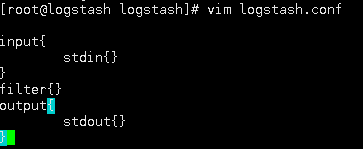 [root@logstash logstash]# vim logstash.conf
input{
        stdin{}
}
filter{}
output{
        stdout{}
}